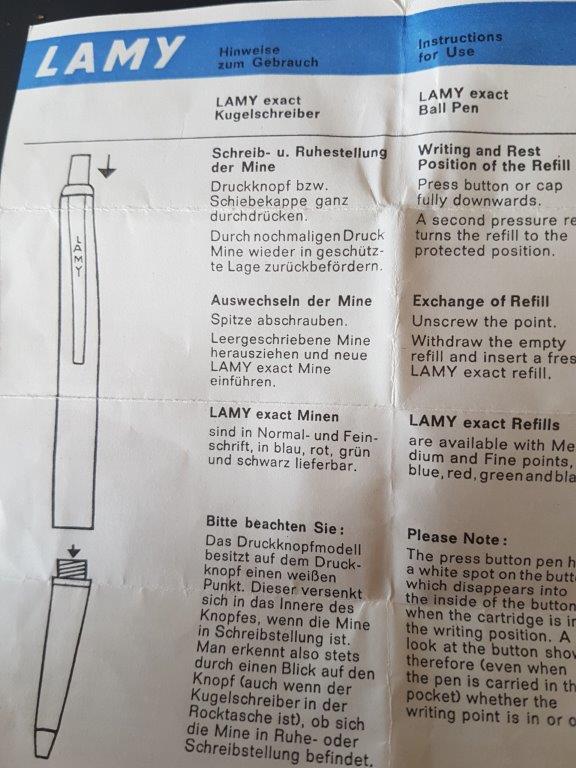 LAMY
Hinweise
zum Gebrauch
LAMY exact
Kugelschreiber
LAMY
Schreib- u. Ruhestellung
der Mine
Druckknopf bzw.
Schiebekappe ganz
durchdrücken.
Durch nochmaligen Druck
Mine wieder in geschütz-
te Lage zurückbefördern.
Auswechseln der Mine
Spitze abschrauben.
Leergeschriebene Mine
herausziehen und neue
LAMY exact Mine
einführen.
LAMY exact Minen
sind in Normal- und Fein-
schrift, in blau, rot, grün
und schwarz lieferbar.
Bitte beachten Sie:
Das Druckknopfmodell
besitzt auf dem Druck-
knopf einen weißen
Punkt. Dieser versenkt
sich in das Innere des
Knopfes, wenn die Mine
in Schreibstellung ist.
Man erkennt also stets
durch einen Blick auf den
Knopf (auch wenn der
Kugelschreiber in der
Rocktasche ist), ob sich
die Mine in Ruhe- oder
Schreibstellung befindet.
Instructions
for Use
LAMY exact
Ball Pen
Writing and Rest
Position of the Refill
Press button or cap
fully downwards.
A second pressure re
turns the refill to the
protected position.
Exchange of Refill
Unscrew the point.
Withdraw the empty
refill and insert a fres
LAMY exact refill.
LAMY exact Refills
are available with Me
dium and Fine points,
blue, red, green and bla
Please Note:
The press button pen h
a white spot on the butt
which disappears into
the inside of the button
when the cartridge is in
the writing position. A
look at the button show
therefore (even when
the pen is carried in th
pocket) whether the
writing point is in or o